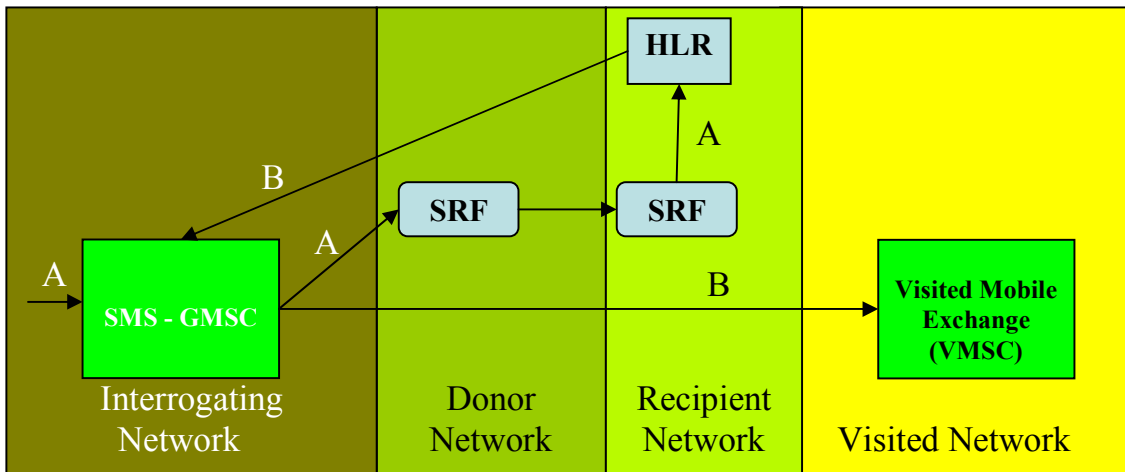 HLR
A
B
SRF
SRF
A
A
SMS - GMSC
B
Visited Mobile
Exchange
(VMSC)
Interrogating
Network
Donor
Network
Recipient
Network
Visited Network